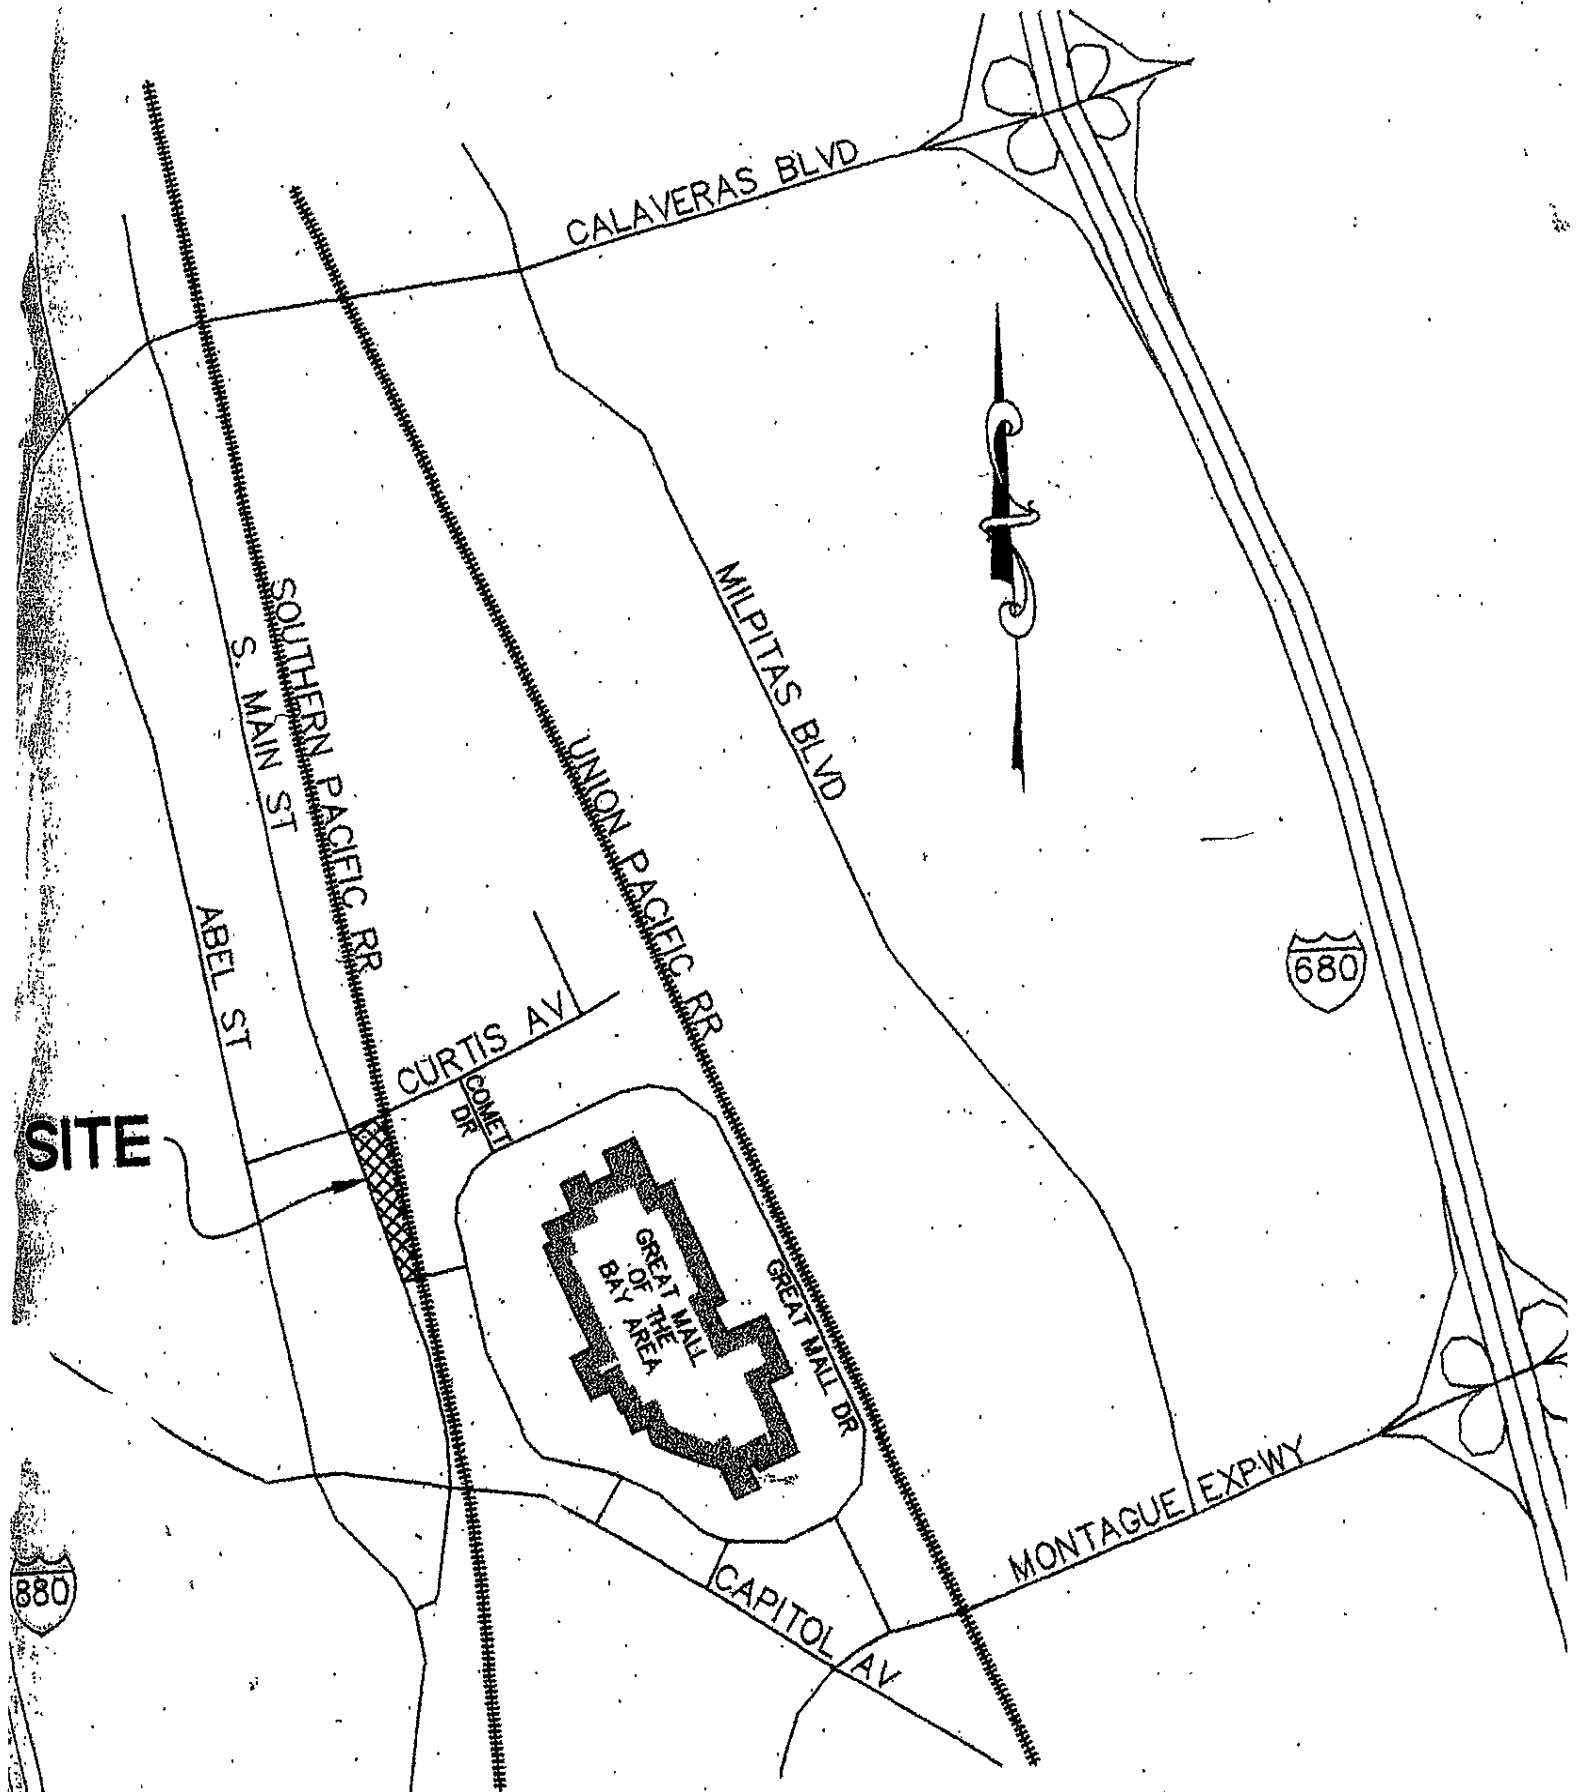 CALAVERAS BLVD
SOUTHERN PACIFIC RR
S. MAIN ST
MILPITAS BLVD
UNION PACIFIC RR
ABEL ST
680
CURTIS AV
COMET
DR
SITE
GREAT MALL
OF THE
BAY AREA
GREAT MALL DR
MONTAGUE EXPWY
CAPITOL AV
880